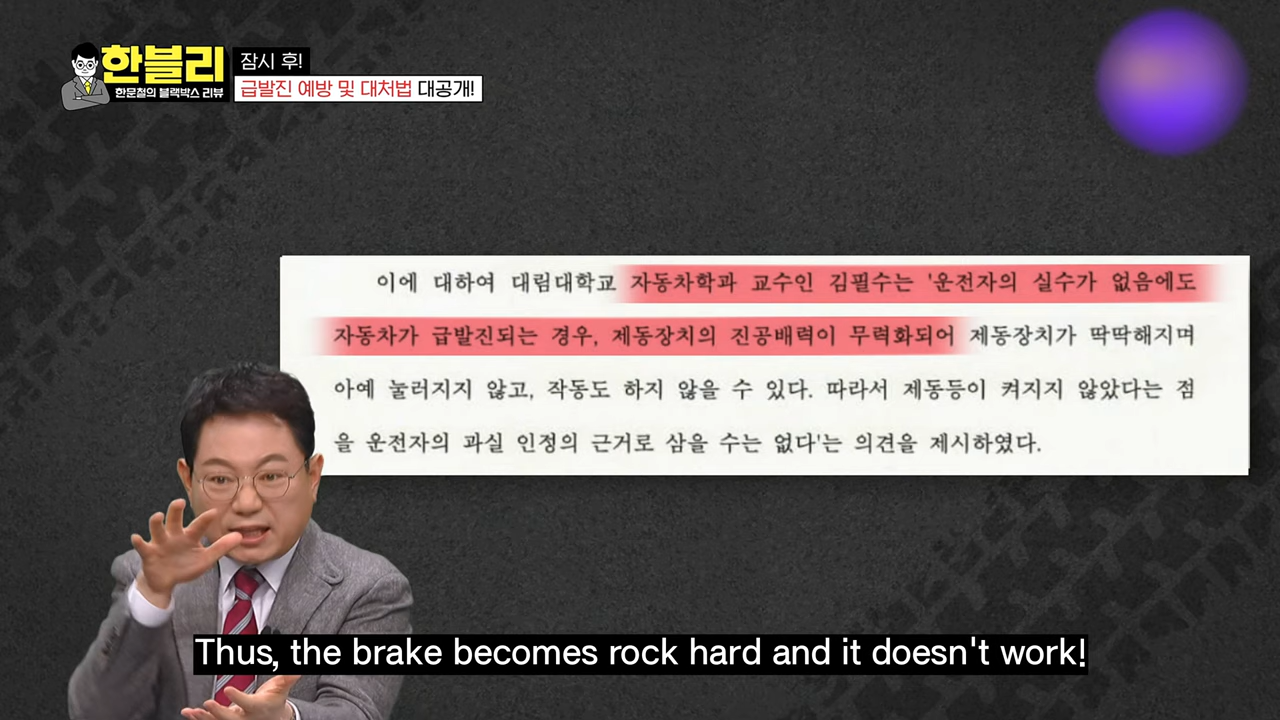 한블리
한문철의 블랙박스 리뷰
잠시 후!
급발진 예방 및 대처법 대공개!
이에 대하여 대림대학교 자동차학과 교수인 김필수는 '운전자의 실수가 없음에도
자동차가 급발진되는 경우, 제동장치의 진공배력이 무력화되어 제동장치가 딱딱해지며
아예 눌러지지 않고, 작동도 하지 않을 수 있다. 따라서 제동등이 켜지지 않았다는 점
을 운전자의 과실 인정의 근거로 삼을 수는 없다'는 의견을 제시하였다.
Thus, the brake becomes rock hard and it doesn't work!